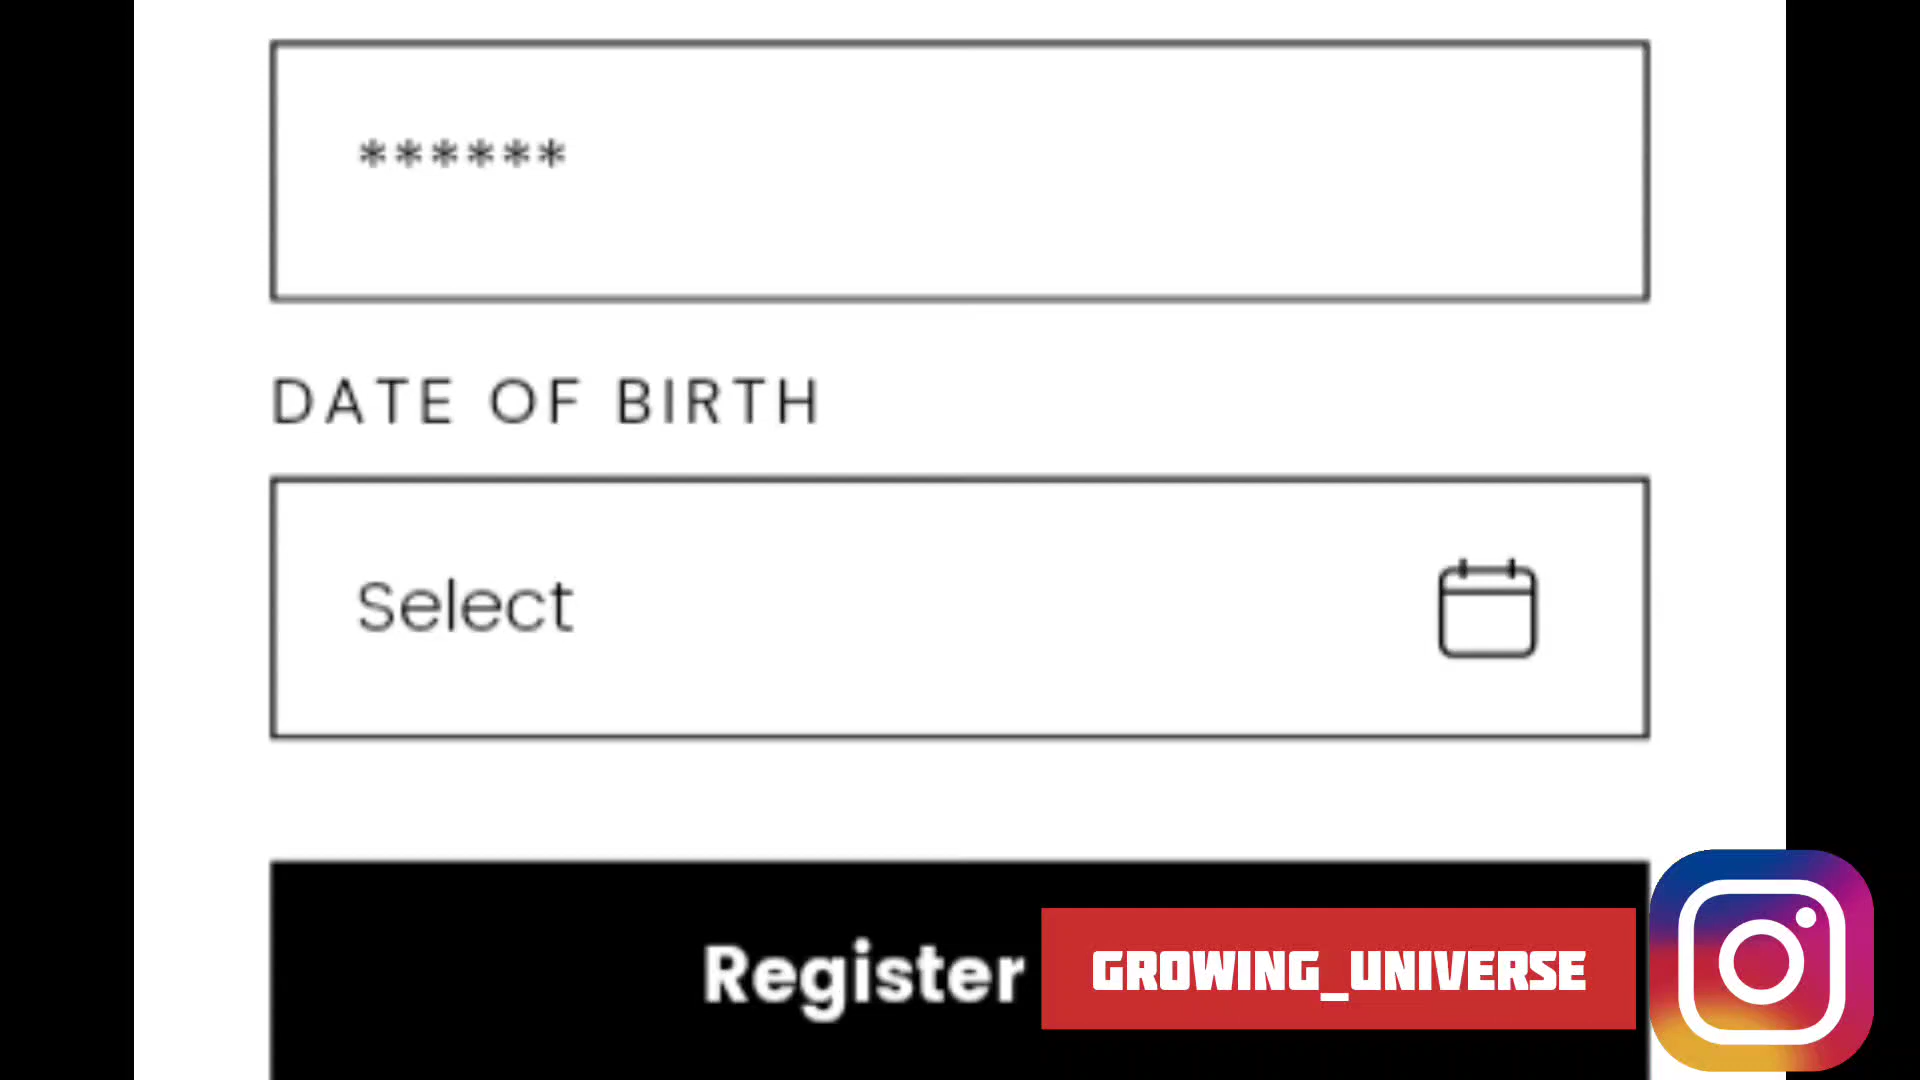 ******
DATE OF BIRTH
Select
Register
GROWING_UNIVERSE